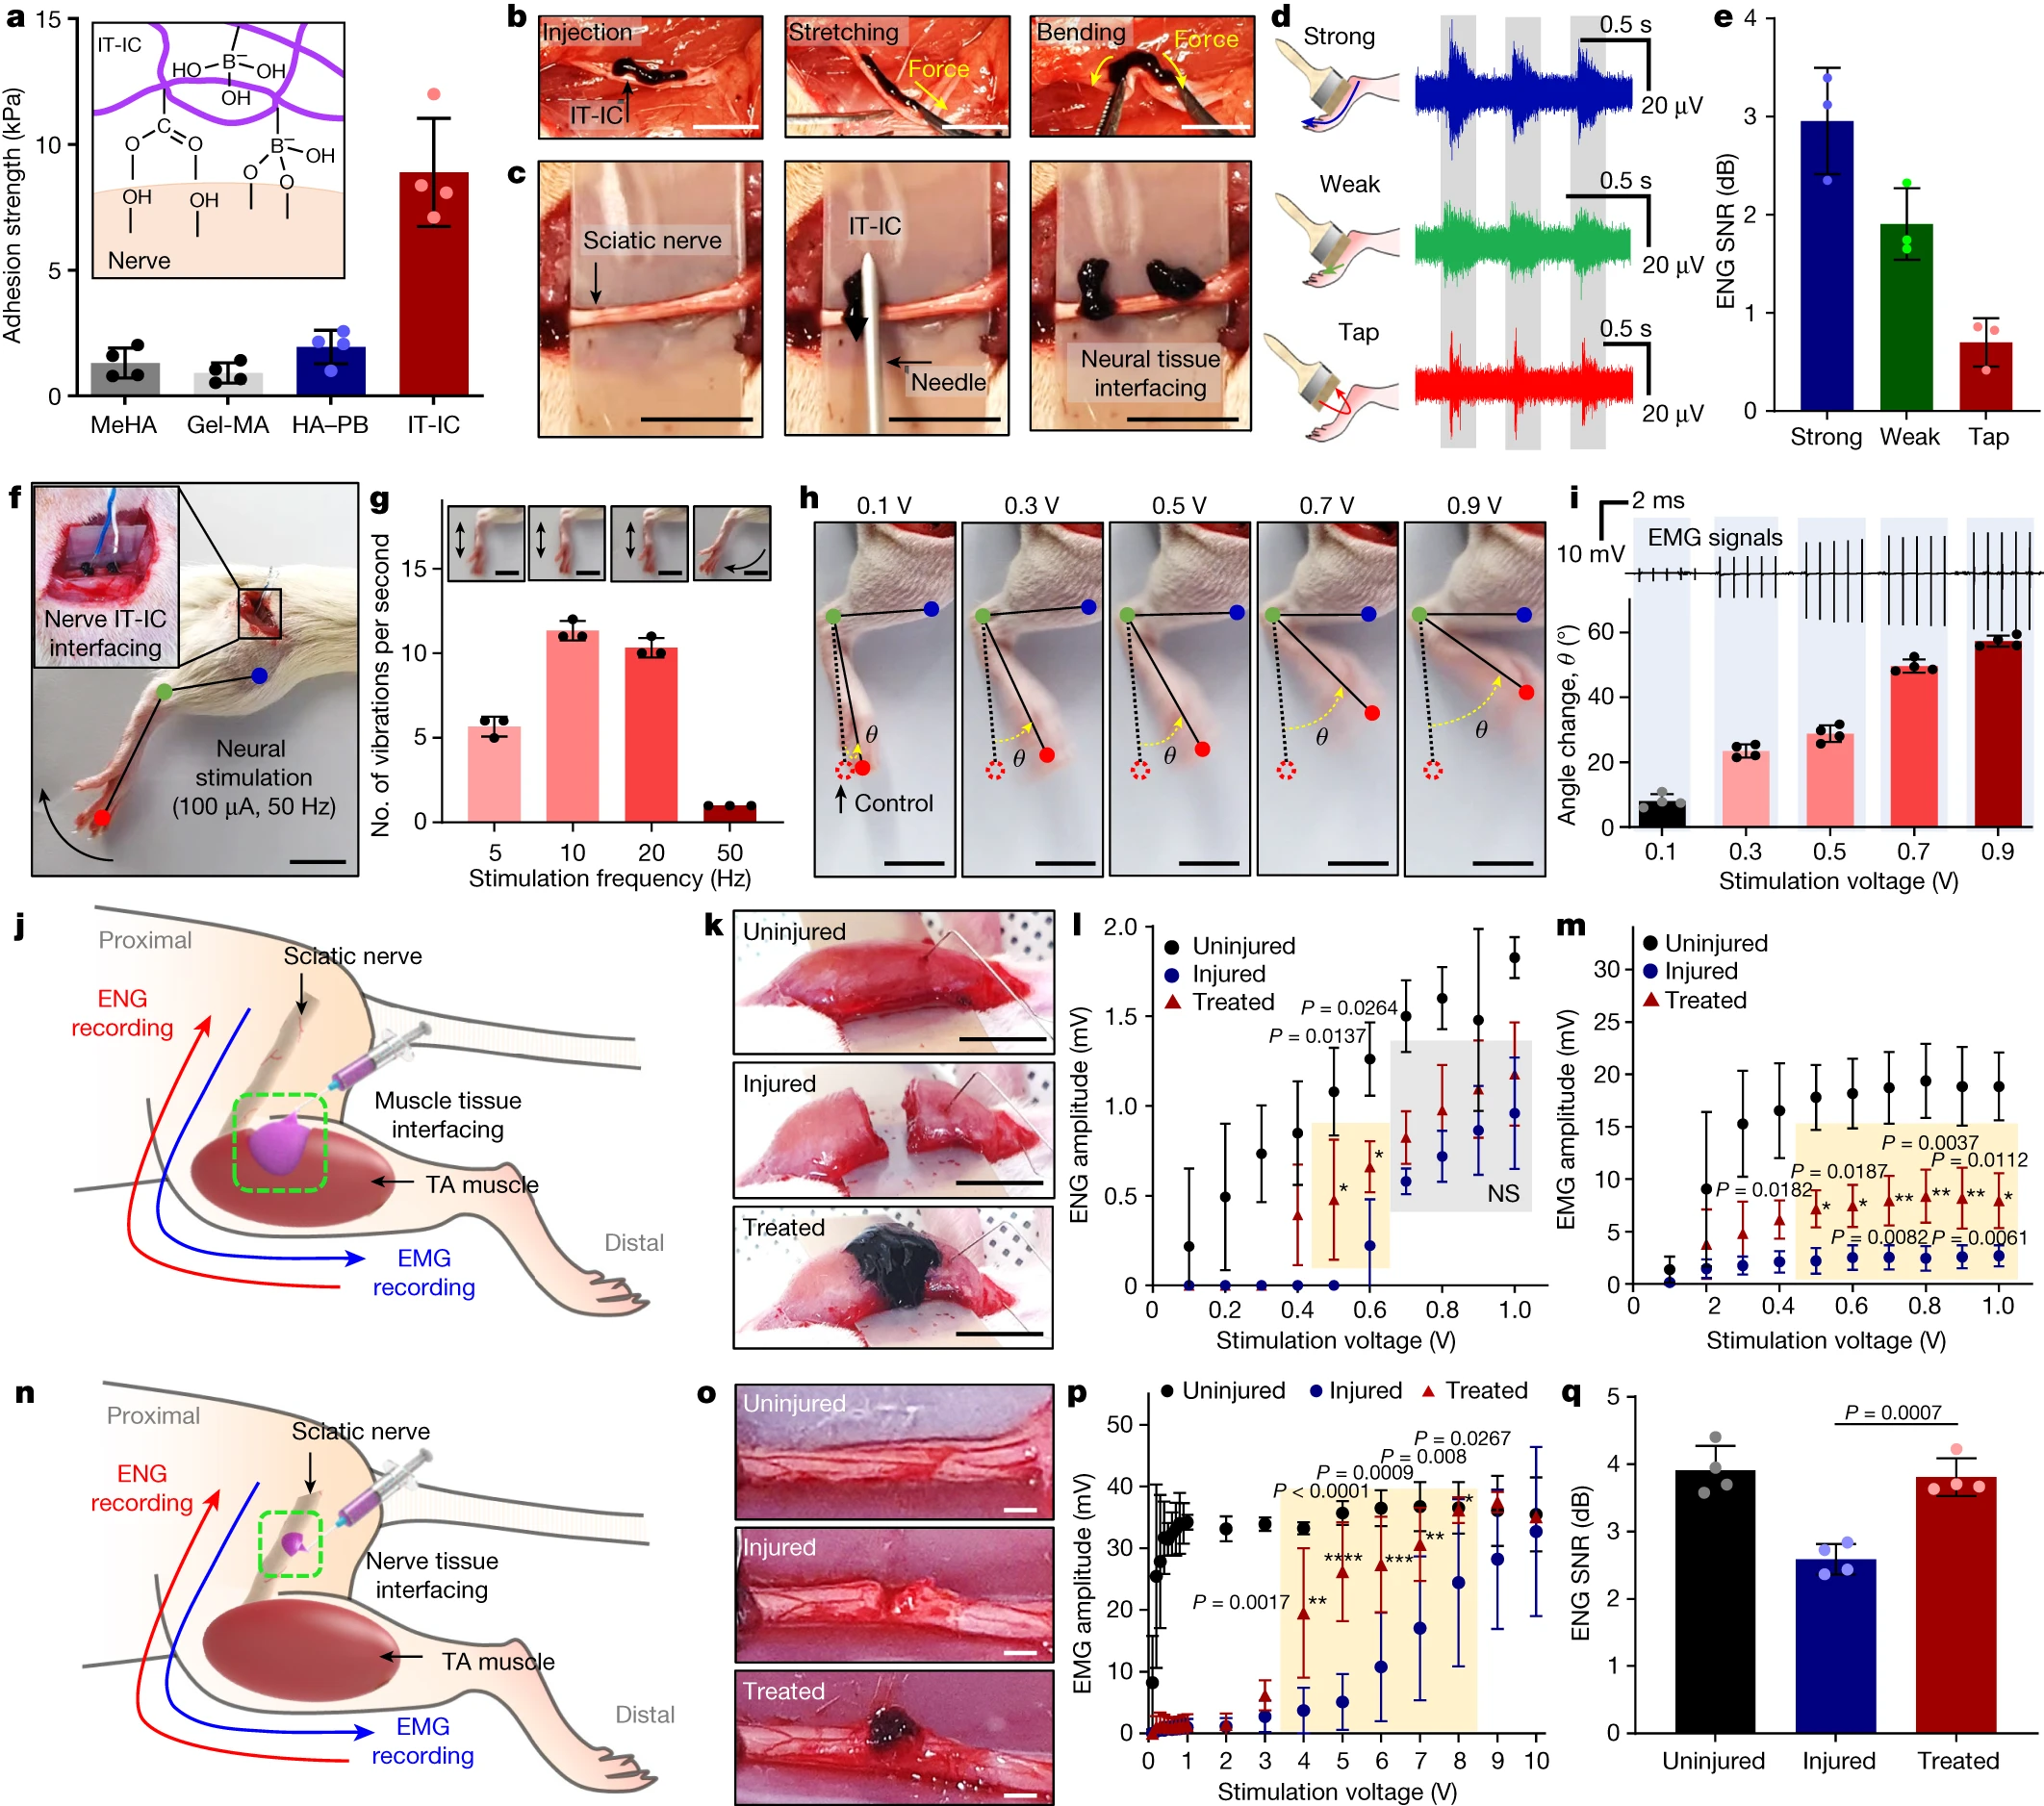 a
15
10
5
0
Adhesion strength (kPa)
IT-IC
HO
B⁻
OH
OH
C
O
O
B⁻
OH
O
O
OH
OH
Nerve
MeHA
Gel-MA
HA–PB
IT-IC
b
Injection
IT-IC
Stretching
Force
Bending
Force
c
Sciatic nerve
IT-IC
Needle
Neural tissue
interfacing
d
Strong
0.5 s
20 µV
Weak
0.5 s
20 µV
Tap
0.5 s
20 µV
e
4
3
2
1
0
ENG SNR (dB)
Strong
Weak
Tap
f
Nerve IT-IC
interfacing
Neural
stimulation
(100 µA, 50 Hz)
g
15
10
5
0
No. of vibrations per second
5
10
20
50
Stimulation frequency (Hz)
h
0.1 V
0.3 V
0.5 V
0.7 V
0.9 V
θ
θ
θ
θ
θ
Control
i
2 ms
10 mV
EMG signals
60
40
20
0
Angle change, θ (°)
0.1
0.3
0.5
0.7
0.9
Stimulation voltage (V)
j
Proximal
Sciatic nerve
ENG
recording
Muscle tissue
interfacing
TA muscle
Distal
EMG
recording
k
Uninjured
Injured
Treated
l
2.0
1.5
1.0
0.5
0
ENG amplitude (mV)
Uninjured
Injured
Treated
P = 0.0264
P = 0.0137
*
*
NS
0
0.2
0.4
0.6
0.8
1.0
Stimulation voltage (V)
m
30
25
20
15
10
5
0
EMG amplitude (mV)
Uninjured
Injured
Treated
P = 0.0037
P = 0.0112
P = 0.0187
P = 0.0182
*
*
**
**
**
*
P = 0.0082
P = 0.0061
0
2
0.4
0.6
0.8
1.0
Stimulation voltage (V)
n
Proximal
Sciatic nerve
ENG
recording
Nerve tissue
interfacing
TA muscle
Distal
EMG
recording
o
Uninjured
Injured
Treated
p
Uninjured
Injured
Treated
50
40
30
20
10
0
EMG amplitude (mV)
P = 0.0267
P = 0.008
P = 0.0009
P < 0.0001
P = 0.0017
**
****
***
**
*
0
1
2
3
4
5
6
7
8
9
10
Stimulation voltage (V)
q
5
4
3
2
1
0
ENG SNR (dB)
P = 0.0007
Uninjured
Injured
Treated